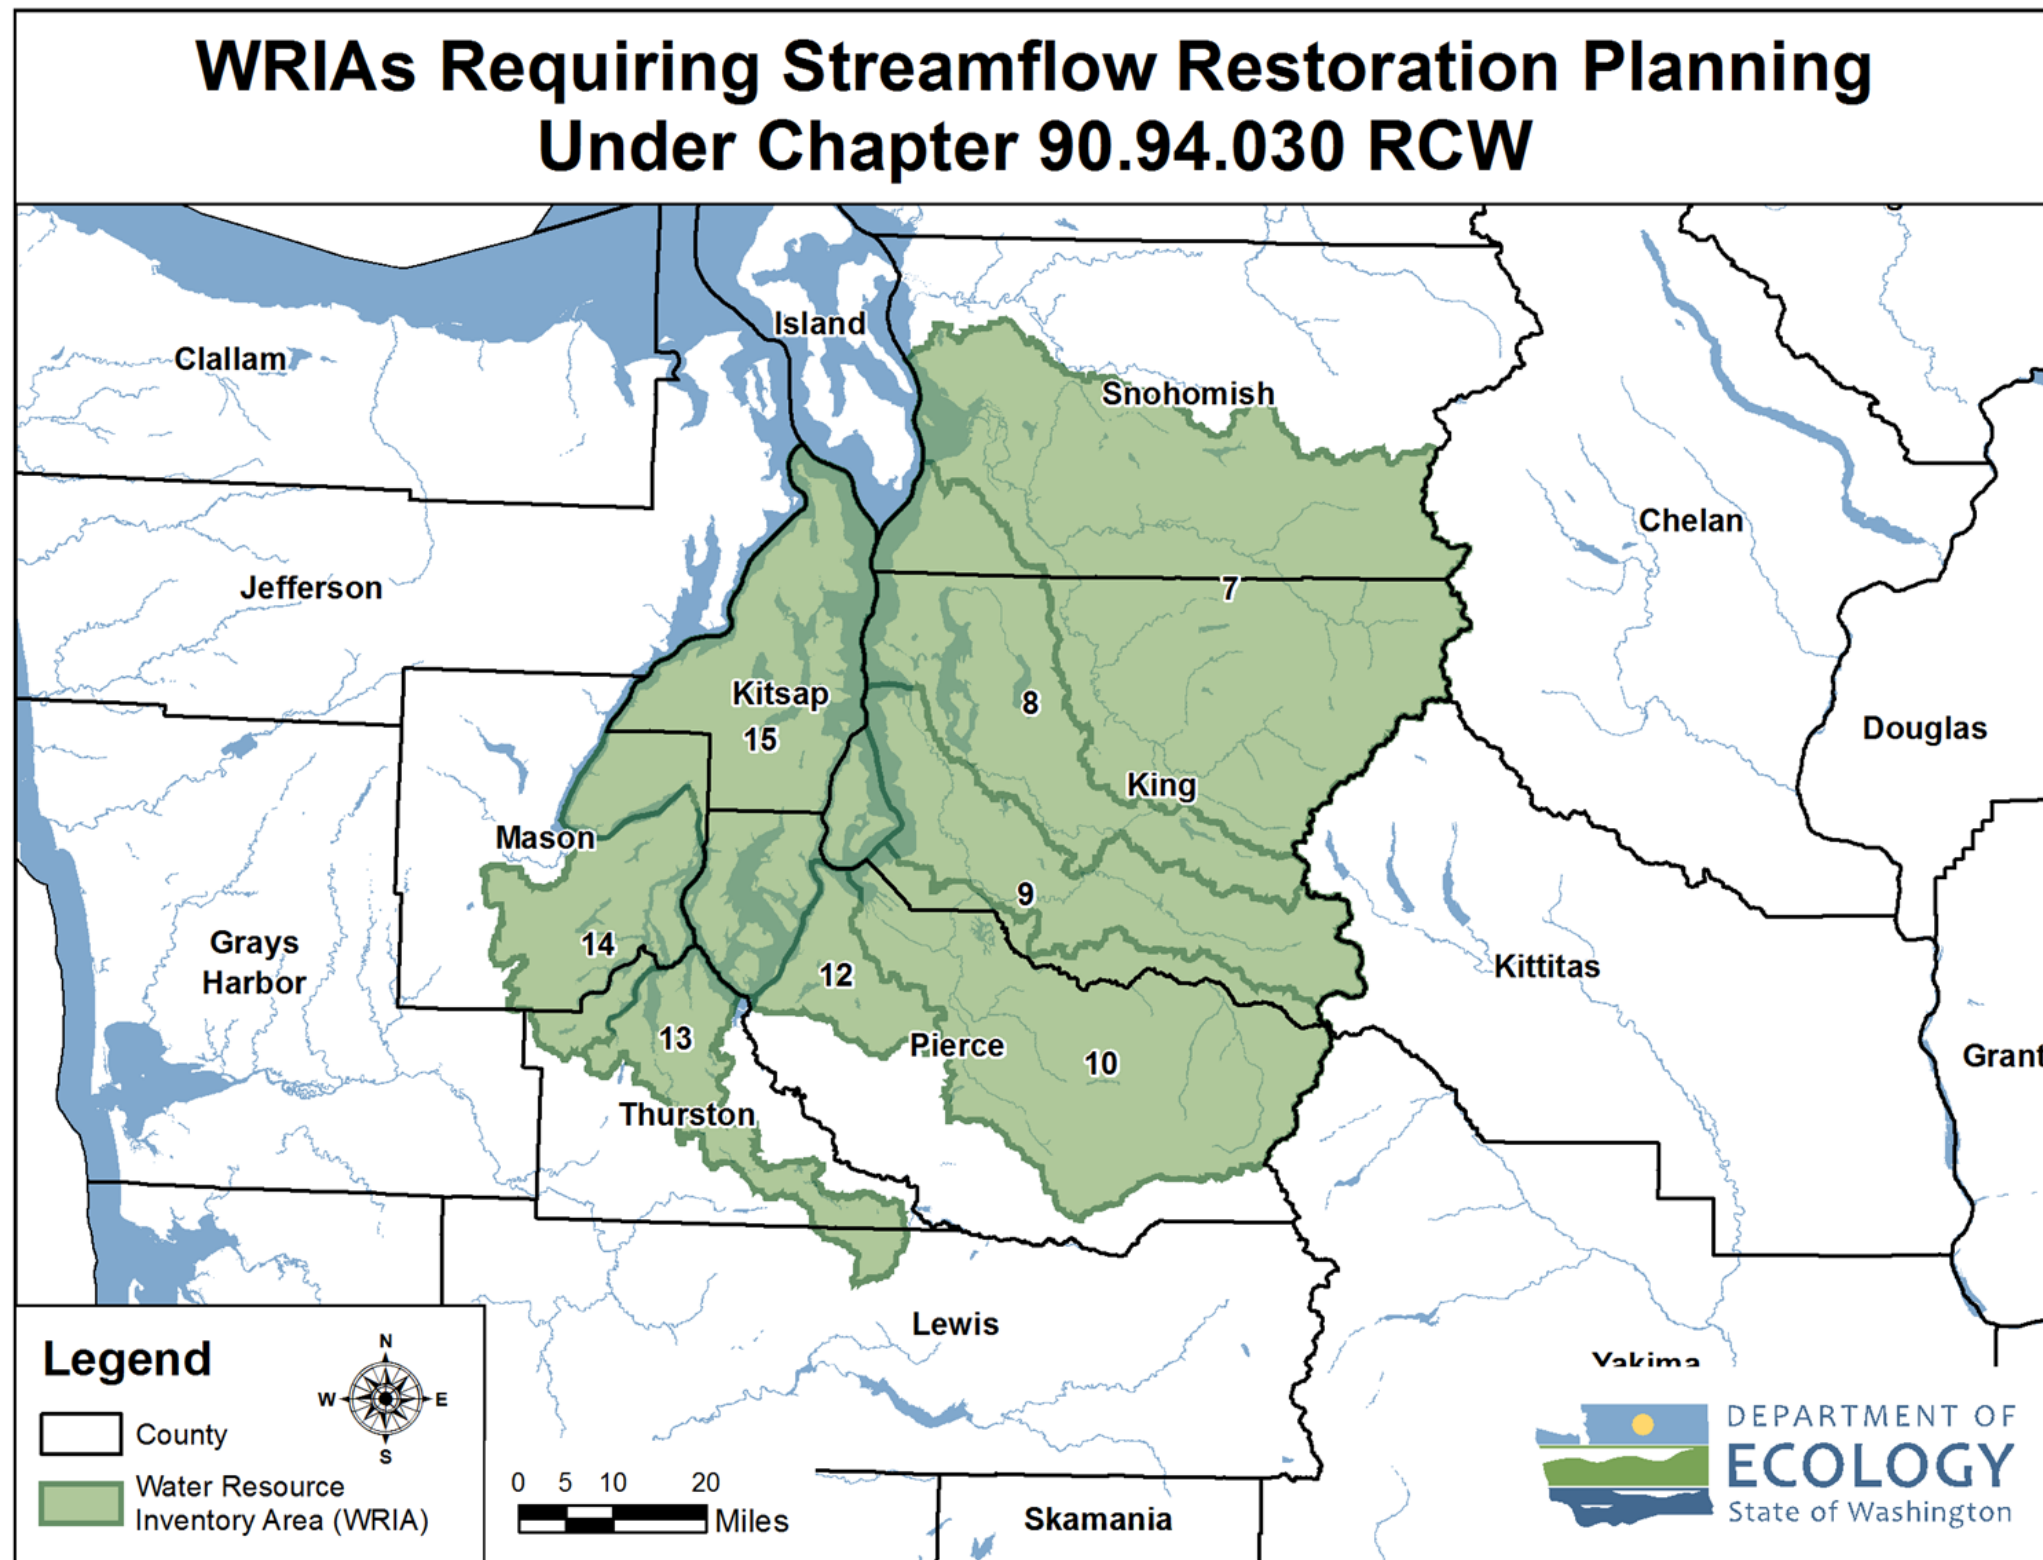 WRIAs Requiring Streamflow Restoration Planning
Under Chapter 90.94.030 RCW
Island
Clallam
Snohomish
Chelan
Jefferson
7
Kitsap
8
15
Douglas
King
Mason
9
Grays
Harbor
14
12
Kittitas
13
Pierce
10
Grant
Thurston
Lewis
Yakima
Skamania
Legend
N
W
E
S
County
Water Resource
Inventory Area (WRIA)
0 5 10 20
Miles
DEPARTMENT OF
ECOLOGY
State of Washington